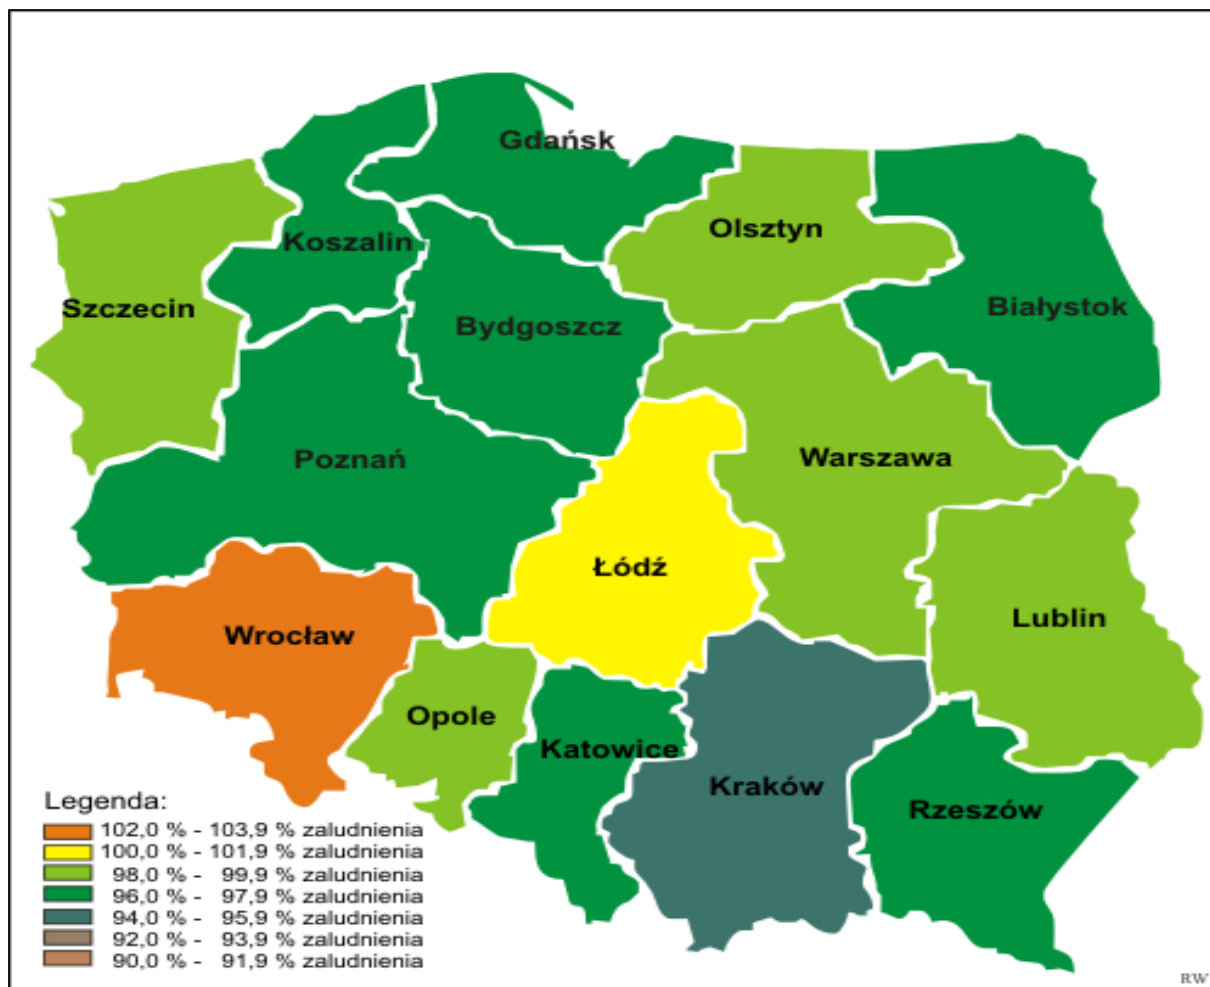 Gdańsk
Olsztyn
Koszalin
Szczecin
Białystok
Bydgoszcz
Poznań
Warszawa
Łódź
Lublin
Wrocław
Opole
Katowice
Kraków
Rzeszów
Legenda:
102,0 % - 103,9 % zaludnienia
100,0 % - 101,9 % zaludnienia
98,0 % - 99,9 % zaludnienia
96,0 % - 97,9 % zaludnienia
94,0 % - 95,9 % zaludnienia
92,0 % - 93,9 % zaludnienia
90,0 % - 91,9 % zaludnienia
RW